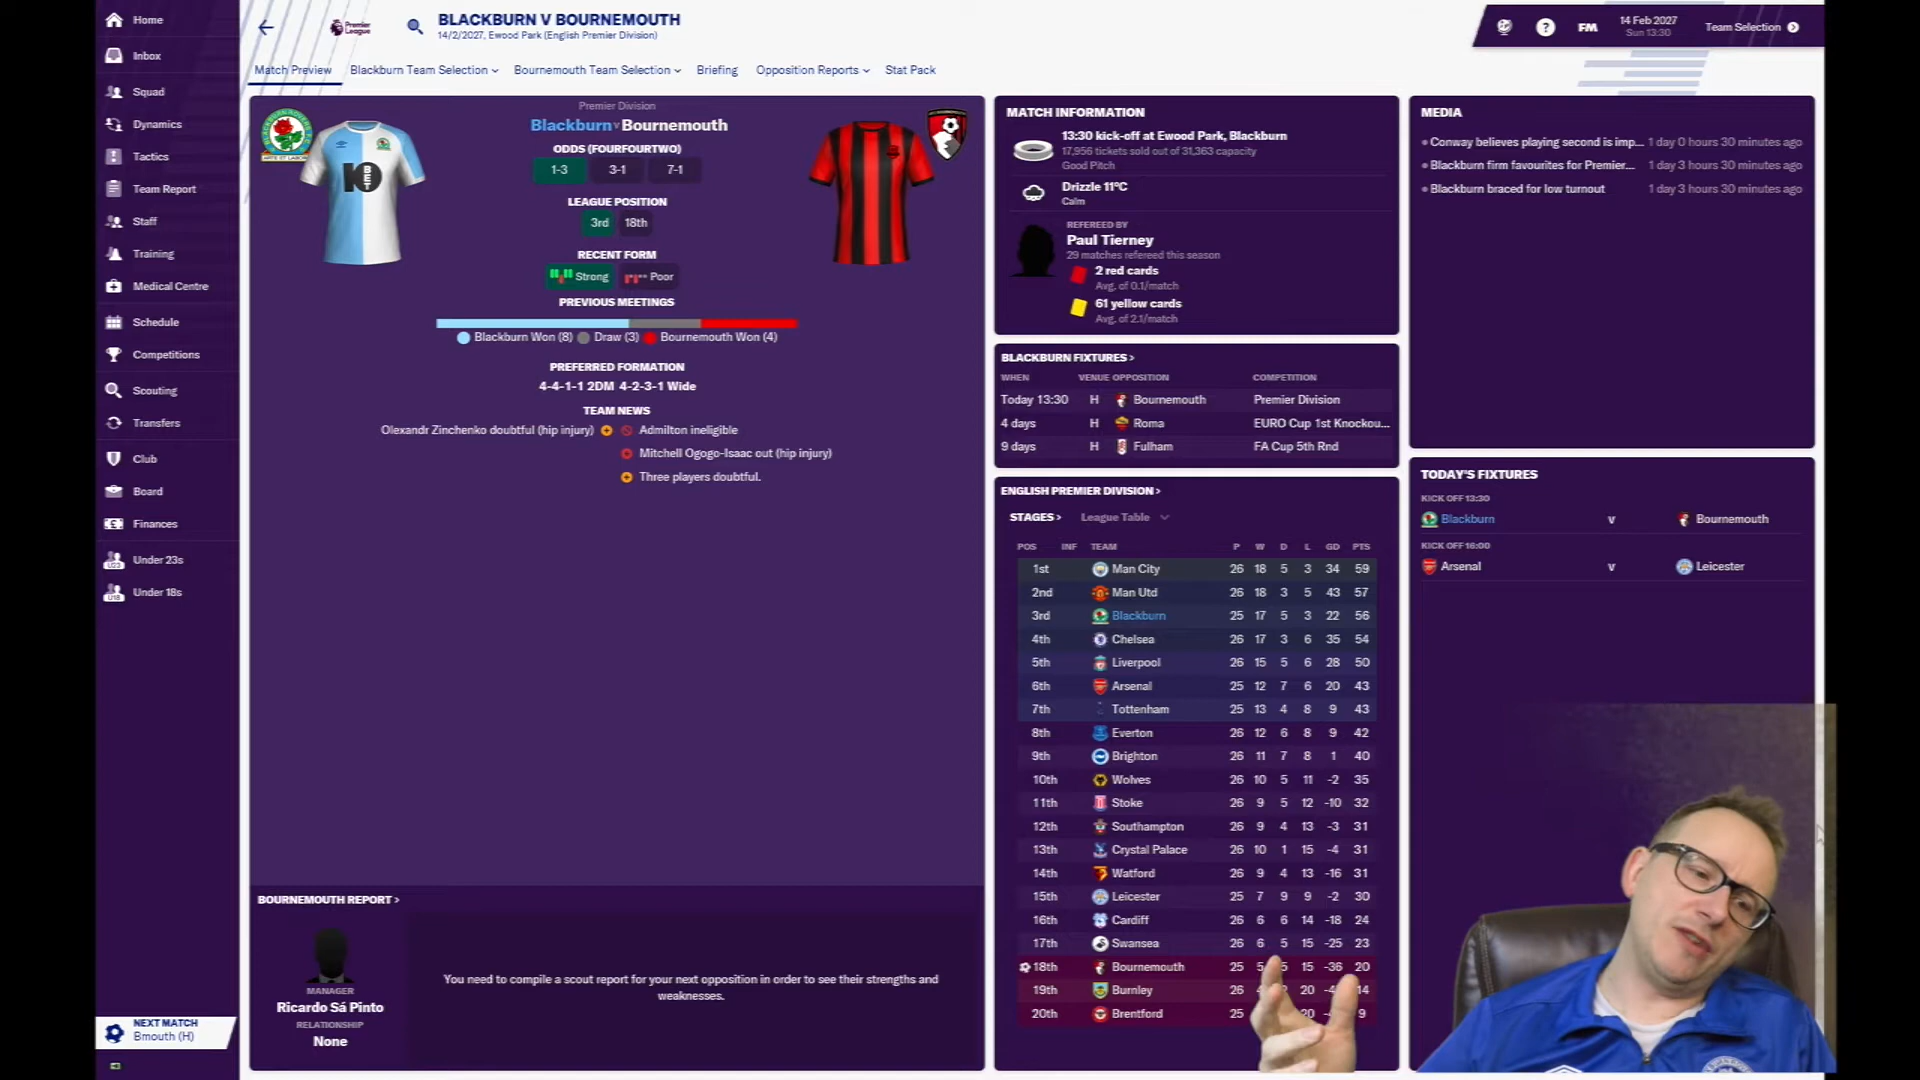 Home
Inbox
Squad
Dynamics
Tactics
Team Report
Staff
Training
Medical Centre
Schedule
Competitions
Scouting
Transfers
Club
Board
Finances
Under 23s
Under 18s
NEXT MATCH
Bmouth (H)
Premier League
BLACKBURN V BOURNEMOUTH
14/2/2027, Ewood Park (English Premier Division)
FM
14 Feb 2027
Sun 13:30
Team Selection
Match Preview
Blackburn Team Selection
Bournemouth Team Selection
Briefing
Opposition Reports
Stat Pack
Premier Division
Blackburn v Bournemouth
ODDS (FOURFOURTWO)
1-3 3-1 7-1
LEAGUE POSITION
3rd 18th
RECENT FORM
Strong Poor
PREVIOUS MEETINGS
Blackburn Won (8) Draw (3) Bournemouth Won (4)
PREFERRED FORMATION
4-4-1-1 2DM 4-2-3-1 Wide
TEAM NEWS
Olexandr Zinchenko doubtful (hip injury) Admilton ineligible
Mitchell Ogogo-Isaac out (hip injury)
Three players doubtful.
10 BET
BOURNEMOUTH REPORT >
MANAGER
Ricardo Sá Pinto
RELATIONSHIP
None
You need to compile a scout report for your next opposition in order to see their strengths and
weaknesses.
MATCH INFORMATION
13:30 kick-off at Ewood Park, Blackburn
17,956 tickets sold out of 31,363 capacity
Good Pitch
Drizzle 11°C
Calm
REFEREED BY
Paul Tierney
29 matches refereed this season
2 red cards
Avg. of 0.1/match
61 yellow cards
Avg. of 2.1/match
BLACKBURN FIXTURES >
WHEN VENUE OPPOSITION COMPETITION
Today 13:30 H Bournemouth Premier Division
4 days H Roma EURO Cup 1st Knockou...
9 days H Fulham FA Cup 5th Rnd
ENGLISH PREMIER DIVISION >
STAGES > League Table
POS INF TEAM P W D L GD PTS
1st Man City 26 18 5 3 34 59
2nd Man Utd 26 18 3 5 43 57
3rd Blackburn 25 17 5 3 22 56
4th Chelsea 26 17 3 6 35 54
5th Liverpool 26 15 5 6 28 50
6th Arsenal 25 12 7 6 20 43
7th Tottenham 25 13 4 8 9 43
8th Everton 26 12 6 8 9 42
9th Brighton 26 11 7 8 1 40
10th Wolves 26 10 5 11 -2 35
11th Stoke 26 9 5 12 -10 32
12th Southampton 26 9 4 13 -3 31
13th Crystal Palace 26 10 1 15 -4 31
14th Watford 26 9 4 13 -16 31
15th Leicester 25 7 9 9 -2 30
16th Cardiff 26 6 6 14 -18 24
17th Swansea 26 6 5 15 -25 23
18th Bournemouth 25 5 5 15 -36 20
19th Burnley 26 20 14
20th Brentford 25 20 9
MEDIA
Conway believes playing second is imp... 1 day 0 hours 30 minutes ago
Blackburn firm favourites for Premier... 1 day 3 hours 30 minutes ago
Blackburn braced for low turnout 1 day 3 hours 30 minutes ago
TODAY'S FIXTURES
KICK OFF 13:30
Blackburn v Bournemouth
KICK OFF 16:00
Arsenal v Leicester